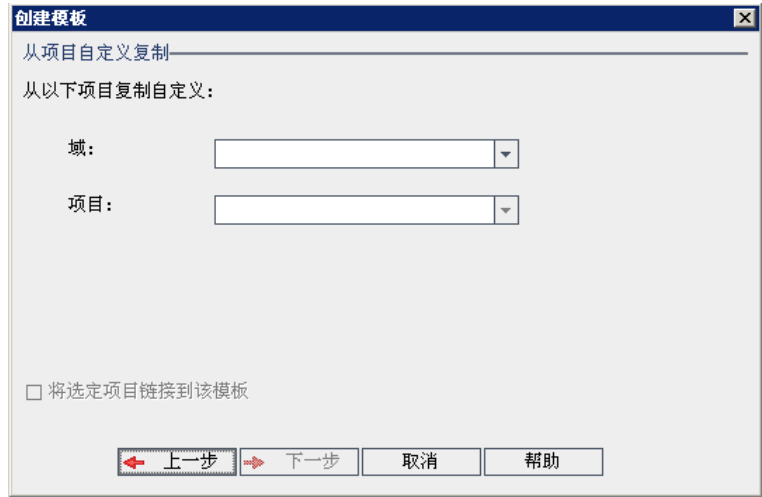 创建模板
从项目自定义复制
从以下项目复制自定义：
域：
项目：
将选定项目链接到该模板
上一步 下一步 取消 帮助